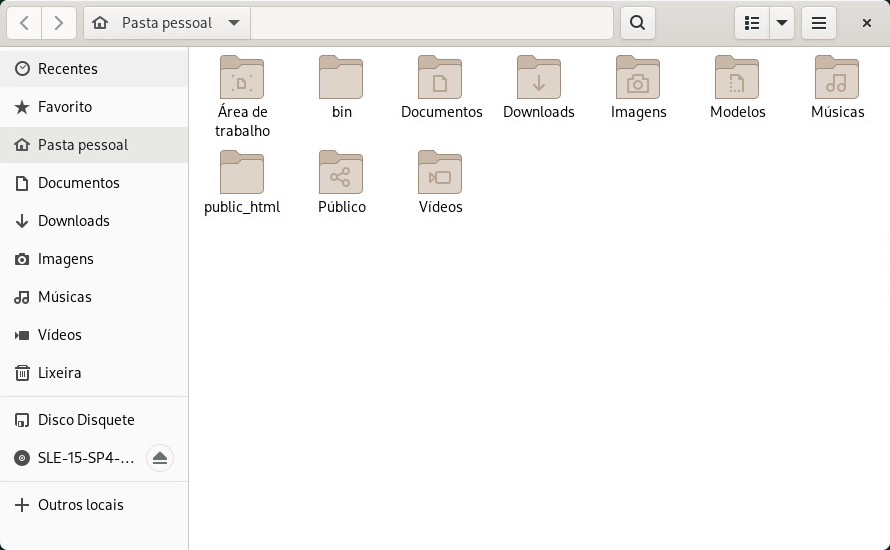 Pasta pessoal
Recentes
Favorito
Pasta pessoal
Documentos
Downloads
Imagens
Músicas
Vídeos
Lixeira
Disco Disquete
SLE-15-SP4-...
Outros locais
Área de
trabalho
bin
Documentos
Downloads
Imagens
Modelos
Músicas
public_html
Público
Vídeos